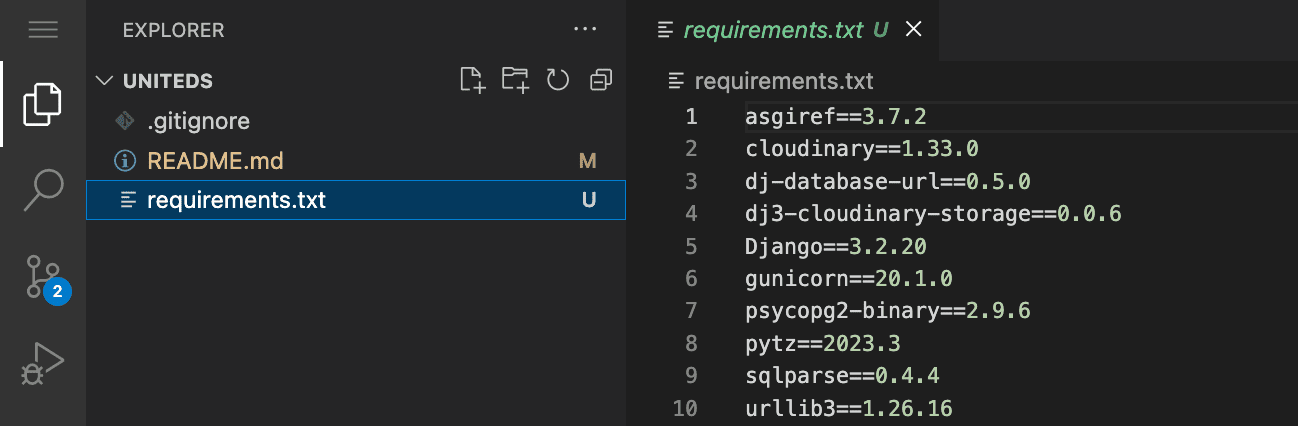 EXPLORER
UNITEDS
.gitignore
README.md M
requirements.txt U
2
requirements.txt U
requirements.txt
1 asgiref==3.7.2
2 cloudinary==1.33.0
3 dj-database-url==0.5.0
4 dj3-cloudinary-storage==0.0.6
5 Django==3.2.20
6 gunicorn==20.1.0
7 psycopg2-binary==2.9.6
8 pytz==2023.3
9 sqlparse==0.4.4
10 urllib3==1.26.16